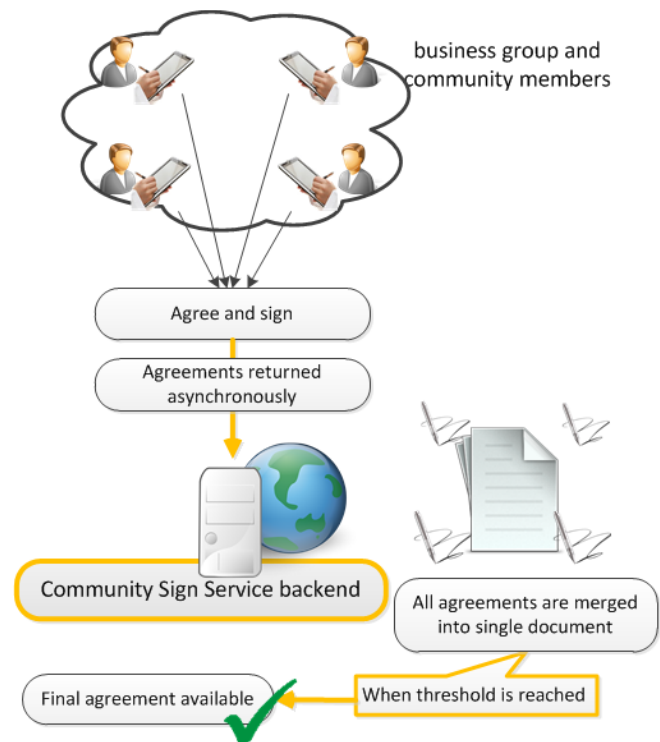 business group and
community members
Agree and sign
Agreements returned
asynchronously
Community Sign Service backend
All agreements are merged
into single document
When threshold is reached
Final agreement available